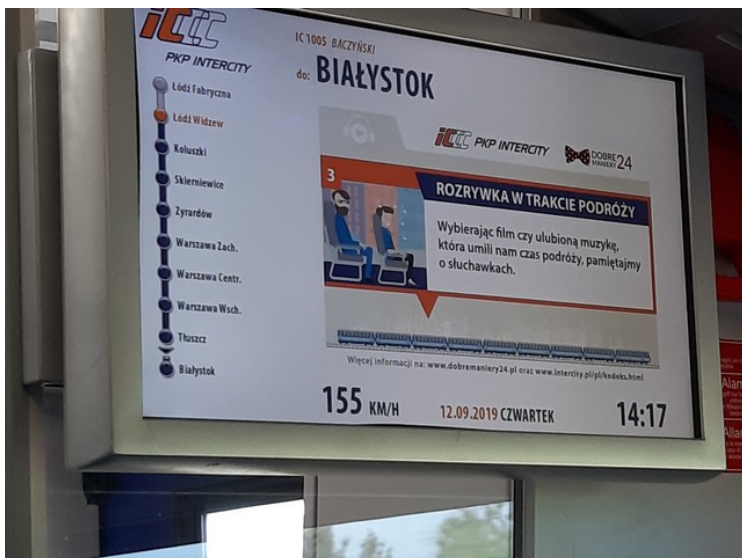 PKP INTERCITY
IC 1005 BACZYŃSKI
do: BIAŁYSTOK
Łódź Fabryczna
Łódź Widzew
Koluszki
Skierniewice
Żyrardów
Warszawa Zach.
Warszawa Centr.
Warszawa Wsch.
Tłuszcz
Białystok
PKP INTERCITY
DOBRE MANIERY 24
3
ROZRYWKA W TRAKCIE PODRÓŻY
Wybierając film czy ulubioną muzykę,
która umili nam czas podróży, pamiętajmy
o słuchawkach.
Więcej informacji na: www.dobremaniery24.pl oraz www.intercity.pl/pl/kodeks.html
155 KM/H
12.09.2019 CZWARTEK
14:17